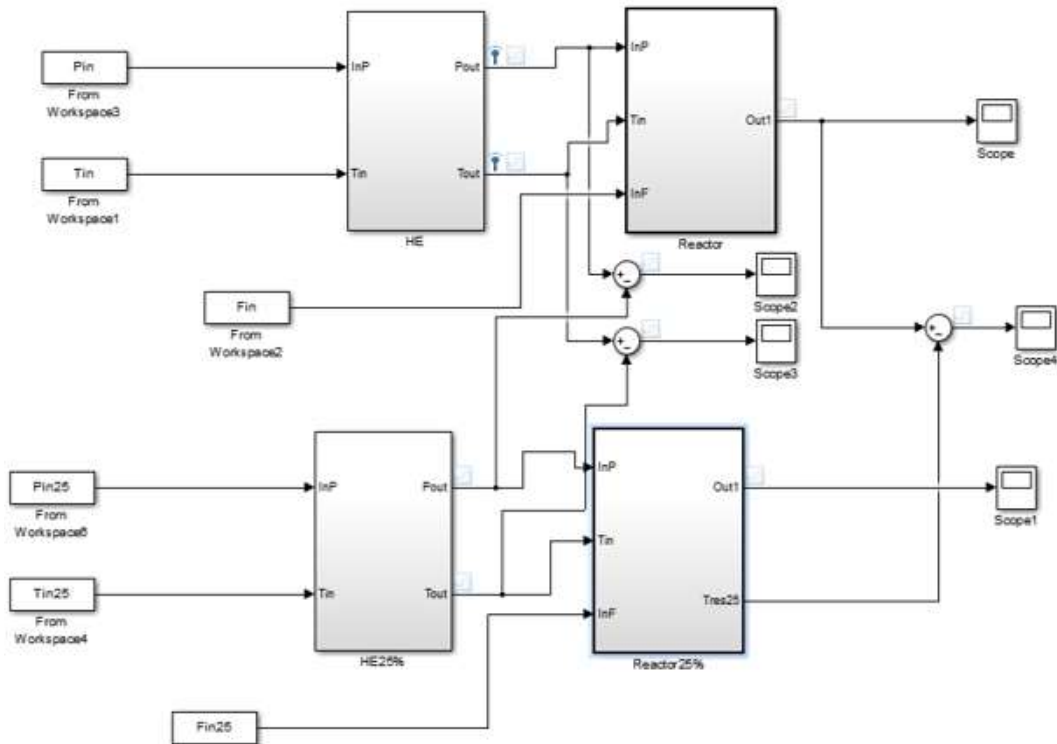 Pin
From
Workspace3
InP
Pout
Tin
From
Workspace1
Tin
Tout
HE
InP
Tin
InF
Out1
Reactor
Scope
Fin
From
Workspace2
+
-
Scope2
+
-
Scope3
+
-
Scope4
Pin25
From
Workspace6
InP
Pout
Tin25
From
Workspace4
Tin
Tout
HE25%
InP
Tin
InF
Out1
Tres25
Reactor25%
Scope1
Fin25